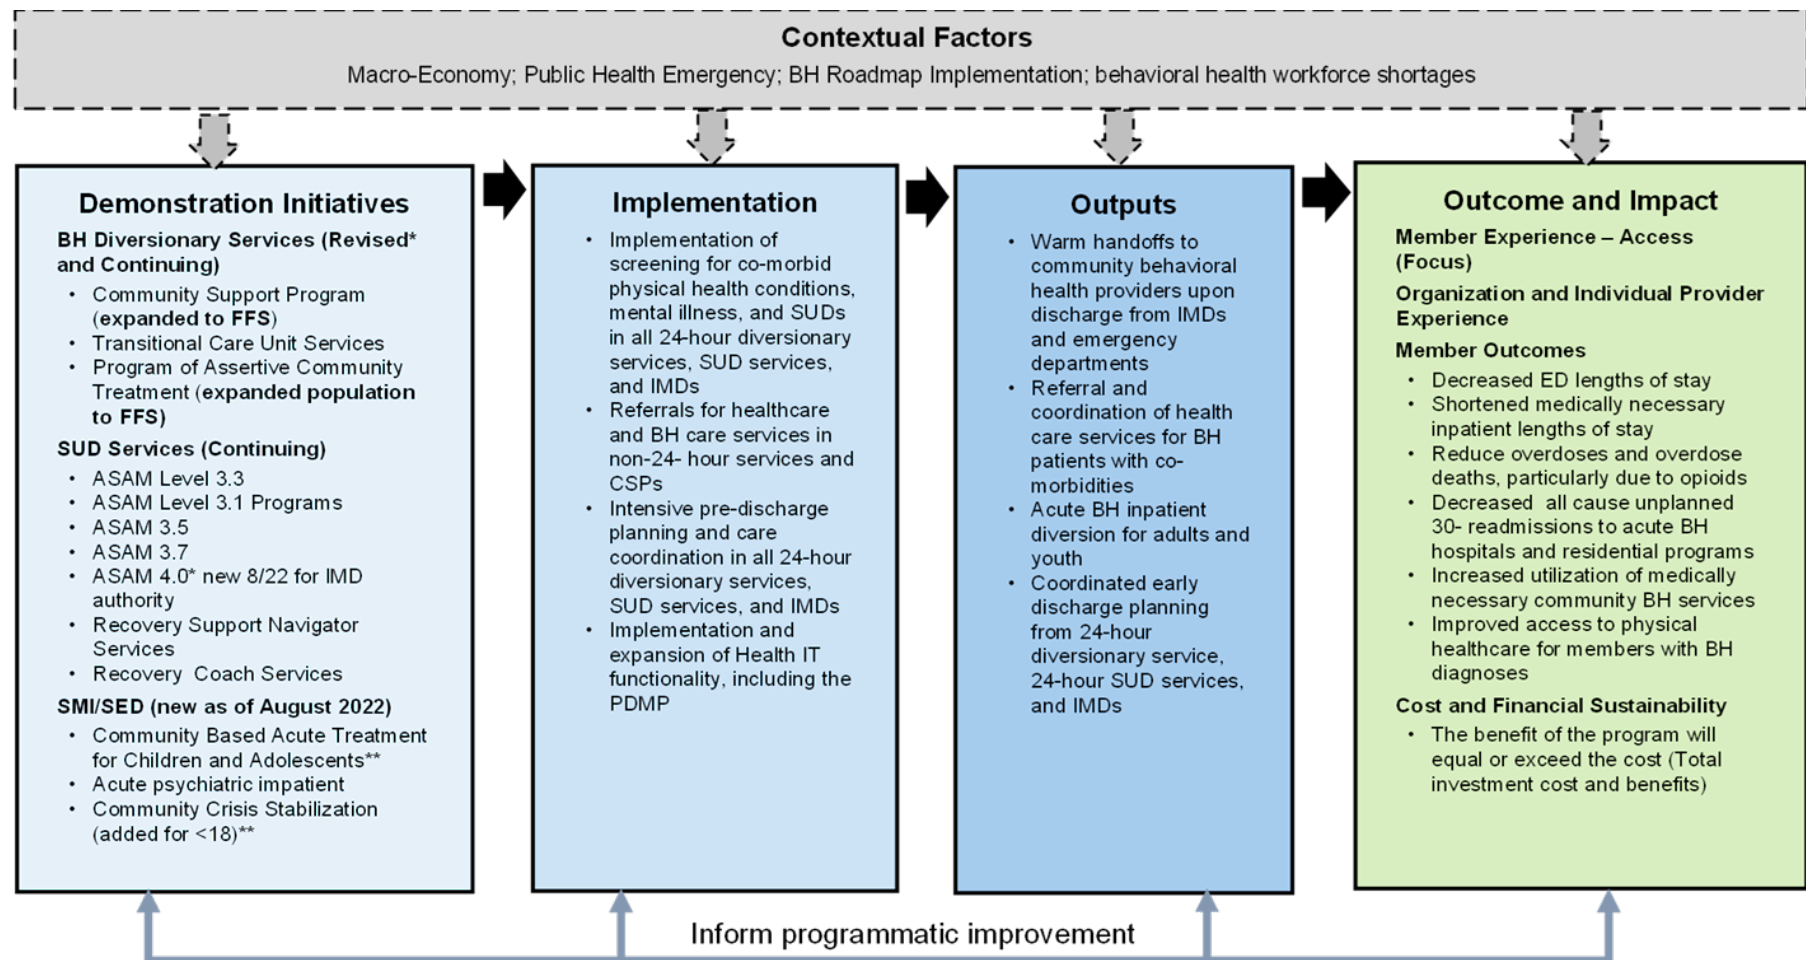 Contextual Factors
Macro-Economy; Public Health Emergency; BH Roadmap Implementation; behavioral health workforce shortages
Demonstration Initiatives
BH Diversionary Services (Revised*
and Continuing)
• Community Support Program
(expanded to FFS)
• Transitional Care Unit Services
• Program of Assertive Community
Treatment (expanded population
to FFS)
SUD Services (Continuing)
• ASAM Level 3.3
• ASAM Level 3.1 Programs
• ASAM 3.5
• ASAM 3.7
• ASAM 4.0* new 8/22 for IMD
authority
• Recovery Support Navigator
Services
• Recovery Coach Services
SMI/SED (new as of August 2022)
• Community Based Acute Treatment
for Children and Adolescents**
• Acute psychiatric impatient
• Community Crisis Stabilization
(added for <18)**
Implementation
• Implementation of
screening for co-morbid
physical health conditions,
mental illness, and SUDs
in all 24-hour diversionary
services, SUD services,
and IMDs
• Referrals for healthcare
and BH care services in
non-24- hour services and
CSPs
• Intensive pre-discharge
planning and care
coordination in all 24-hour
diversionary services,
SUD services, and IMDs
• Implementation and
expansion of Health IT
functionality, including the
PDMP
Outputs
• Warm handoffs to
community behavioral
health providers upon
discharge from IMDs
and emergency
departments
• Referral and
coordination of health
care services for BH
patients with co-
morbidities
• Acute BH inpatient
diversion for adults and
youth
• Coordinated early
discharge planning
from 24-hour
diversionary service,
24-hour SUD services,
and IMDs
Outcome and Impact
Member Experience – Access
(Focus)
Organization and Individual Provider
Experience
Member Outcomes
• Decreased ED lengths of stay
• Shortened medically necessary
inpatient lengths of stay
• Reduce overdoses and overdose
deaths, particularly due to opioids
• Decreased all cause unplanned
30- readmissions to acute BH
hospitals and residential programs
• Increased utilization of medically
necessary community BH services
• Improved access to physical
healthcare for members with BH
diagnoses
Cost and Financial Sustainability
• The benefit of the program will
equal or exceed the cost (Total
investment cost and benefits)
Inform programmatic improvement